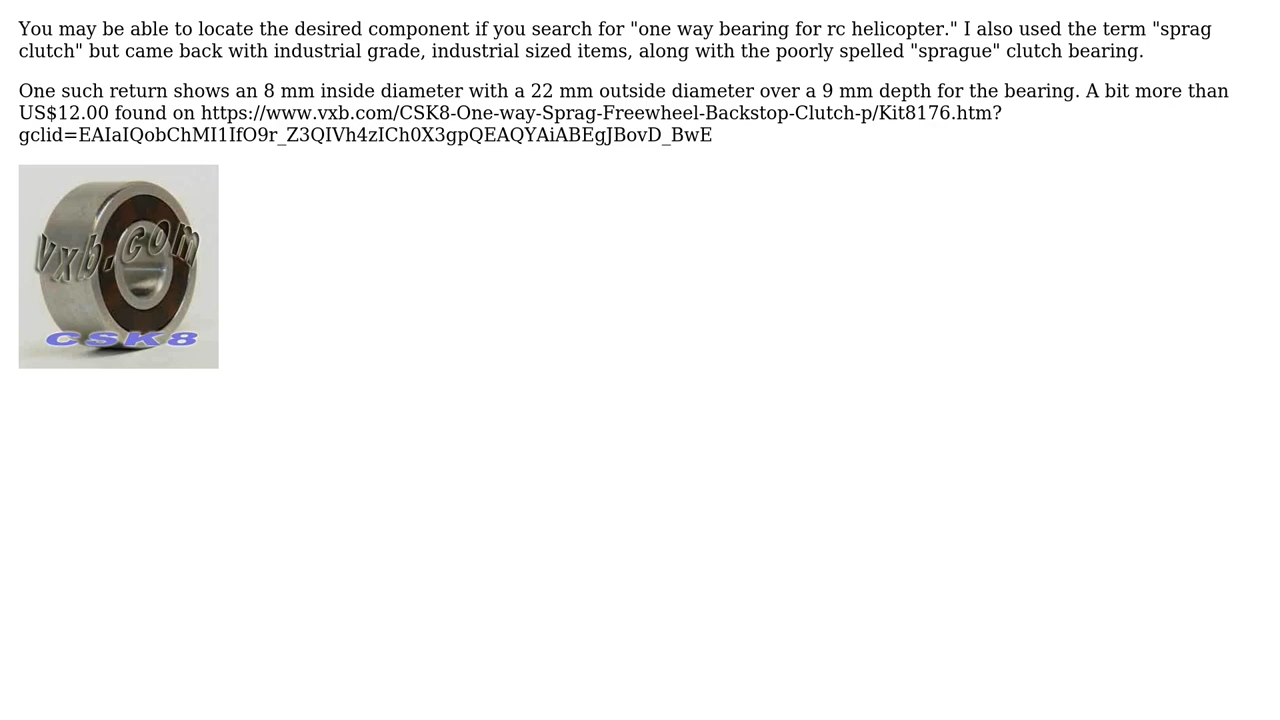 You may be able to locate the desired component if you search for "one way bearing for rc helicopter." I also used the term "sprag
clutch" but came back with industrial grade, industrial sized items, along with the poorly spelled "sprague" clutch bearing.
One such return shows an 8 mm inside diameter with a 22 mm outside diameter over a 9 mm depth for the bearing. A bit more than
US$12.00 found on https://www.vxb.com/CSK8-One-way-Sprag-Freewheel-Backstop-Clutch-p/Kit8176.htm?
gclid=EAIaIQobChMI1IfO9r_Z3QIVh4zICh0X3gpQEAQYAiABEgJBovD_BwE
vxb.com
CSK8